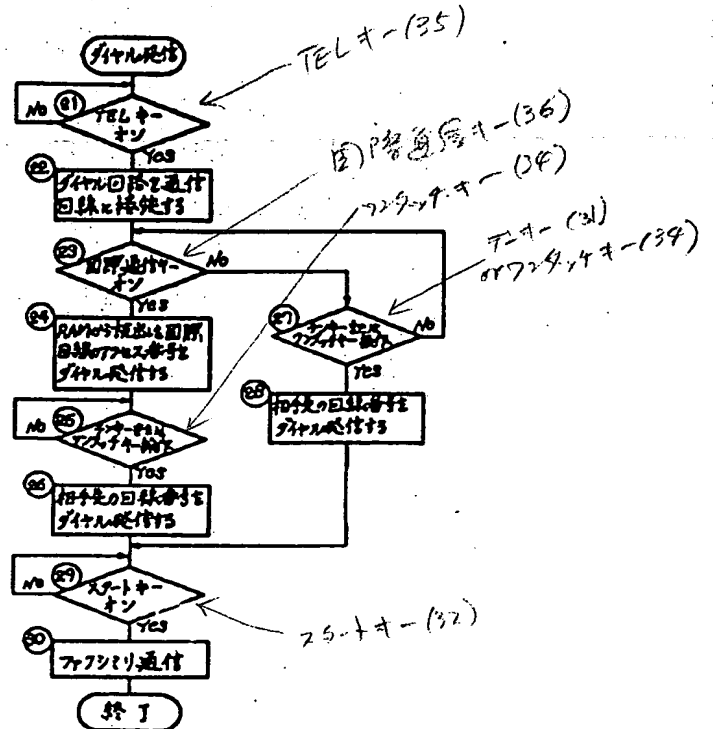 ダイヤル発信
TELキー(35)
No
21
TELキー
オン
YES
22
ダイヤル回路を通信
回線に接続する
国際通信キー(36)
ワンタッチキー(34)
23
国際通信キー
オン
No
YES
テンキー(31)
orワンタッチキー(34)
24
RAMから検出した国際
回線のアクセス番号を
ダイヤル発信する
27
テンキーまたは
ワンタッチキー
No
YES
28
相手先の回線番号を
ダイヤル発信する
No
25
テンキーまたは
ワンタッチキー
YES
26
相手先の回線番号を
ダイヤル発信する
No
29
スタートキー
オン
YES
スタートキー(32)
30
ファクシミリ通信
終了